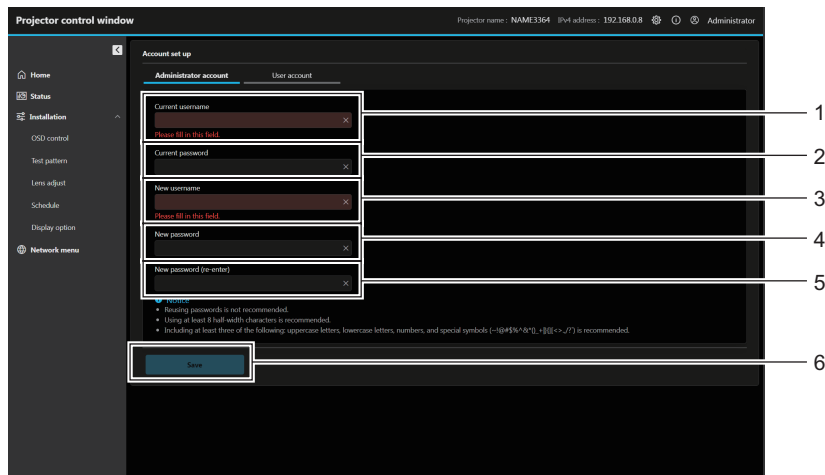 Projector control window
Projector name : NAME3364 IPv4 address : 192.168.0.8 Administrator
Account set up
Administrator account User account
Home
Status
Installation
OSD control
Test pattern
Lens adjust
Schedule
Display option
Network menu
Current username
Please fill in this field.
Current password
New username
Please fill in this field.
New password
New password (re-enter)
Notice
• Reusing passwords is not recommended.
• Using at least 8 half-width characters is recommended.
• Including at least three of the following: uppercase letters, lowercase letters, numbers, and special symbols is recommended.
Save
1
2
3
4
5
6